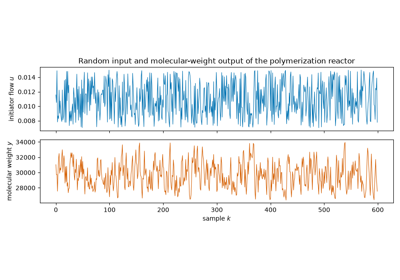 Random input and molecular-weight output of the polymerization reactor
initiator flow u
0.014
0.012
0.010
0.008
molecular weight y
34000
32000
30000
28000
0 100 200 300 400 500 600
sample k